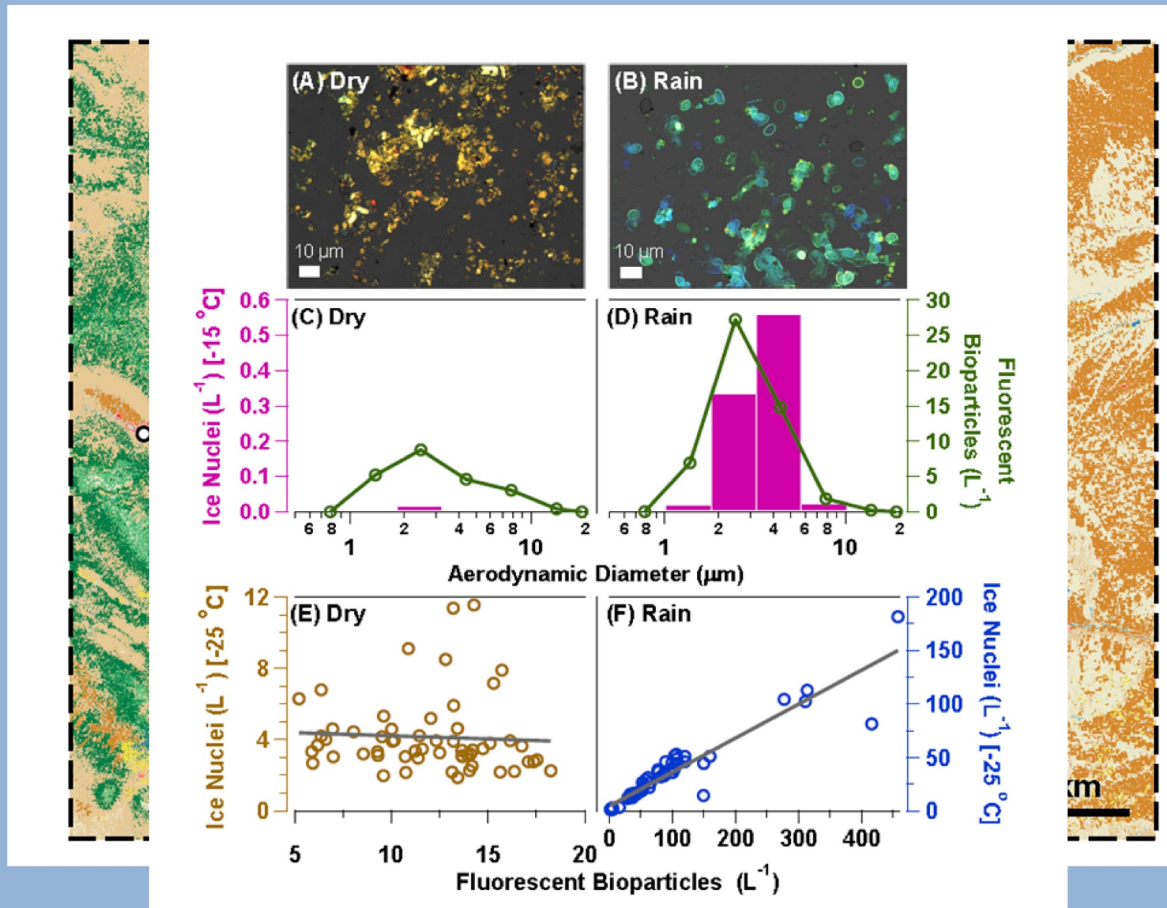 (A) Dry
(B) Rain
10 µm
10 µm
Ice Nuclei (L⁻¹) [-15 °C]
0.6
0.5
0.4
0.3
0.2
0.1
0.0
(C) Dry
(D) Rain
30
25
20
15
10
5
0
Fluorescent
Bioparticles (L⁻¹)
6 8 2 4 6 8 2
1 10
6 8 2 4 6 8 2
1 10
Aerodynamic Diameter (µm)
Ice Nuclei (L⁻¹) [-25 °C]
12
8
4
0
(E) Dry
(F) Rain
200
150
100
50
0
Ice Nuclei (L⁻¹) [-25 °C]
5 10 15 20
0 100 200 300 400
Fluorescent Bioparticles (L⁻¹)
km